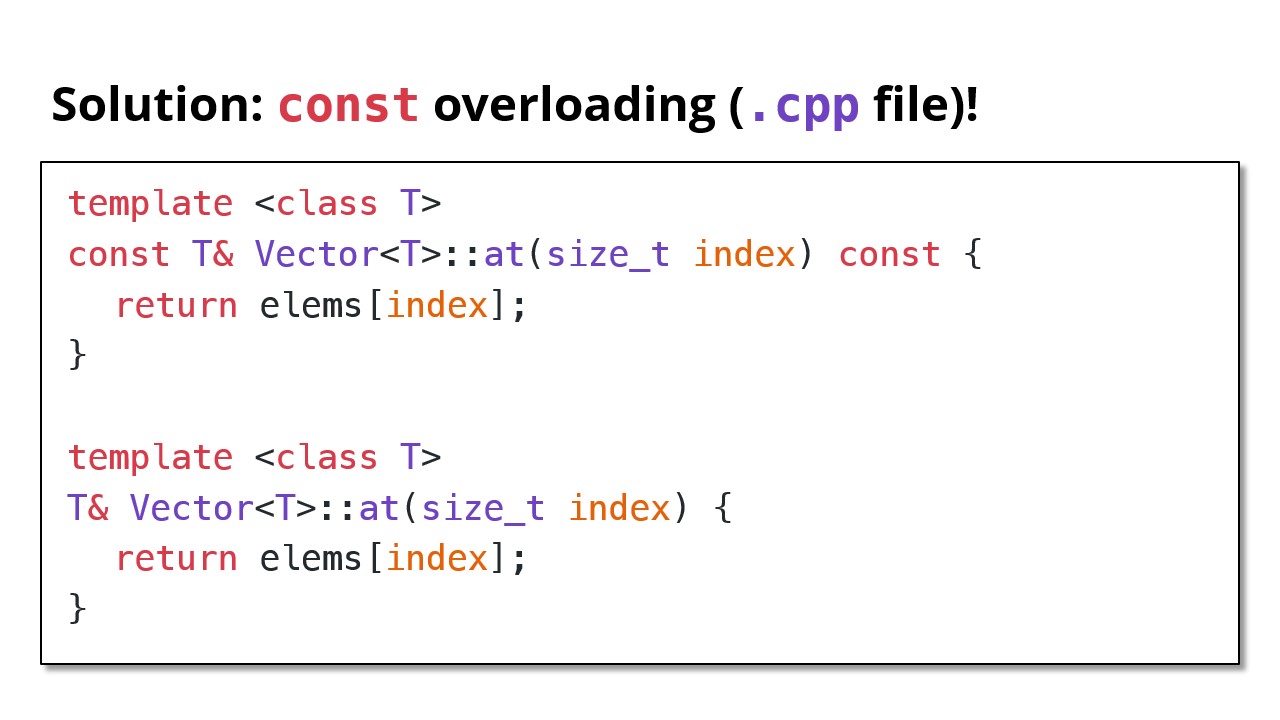 Solution: const overloading (.cpp file)!
template <class T>
const T& Vector<T>::at(size_t index) const {
return elems[index];
}
template <class T>
T& Vector<T>::at(size_t index) {
return elems[index];
}